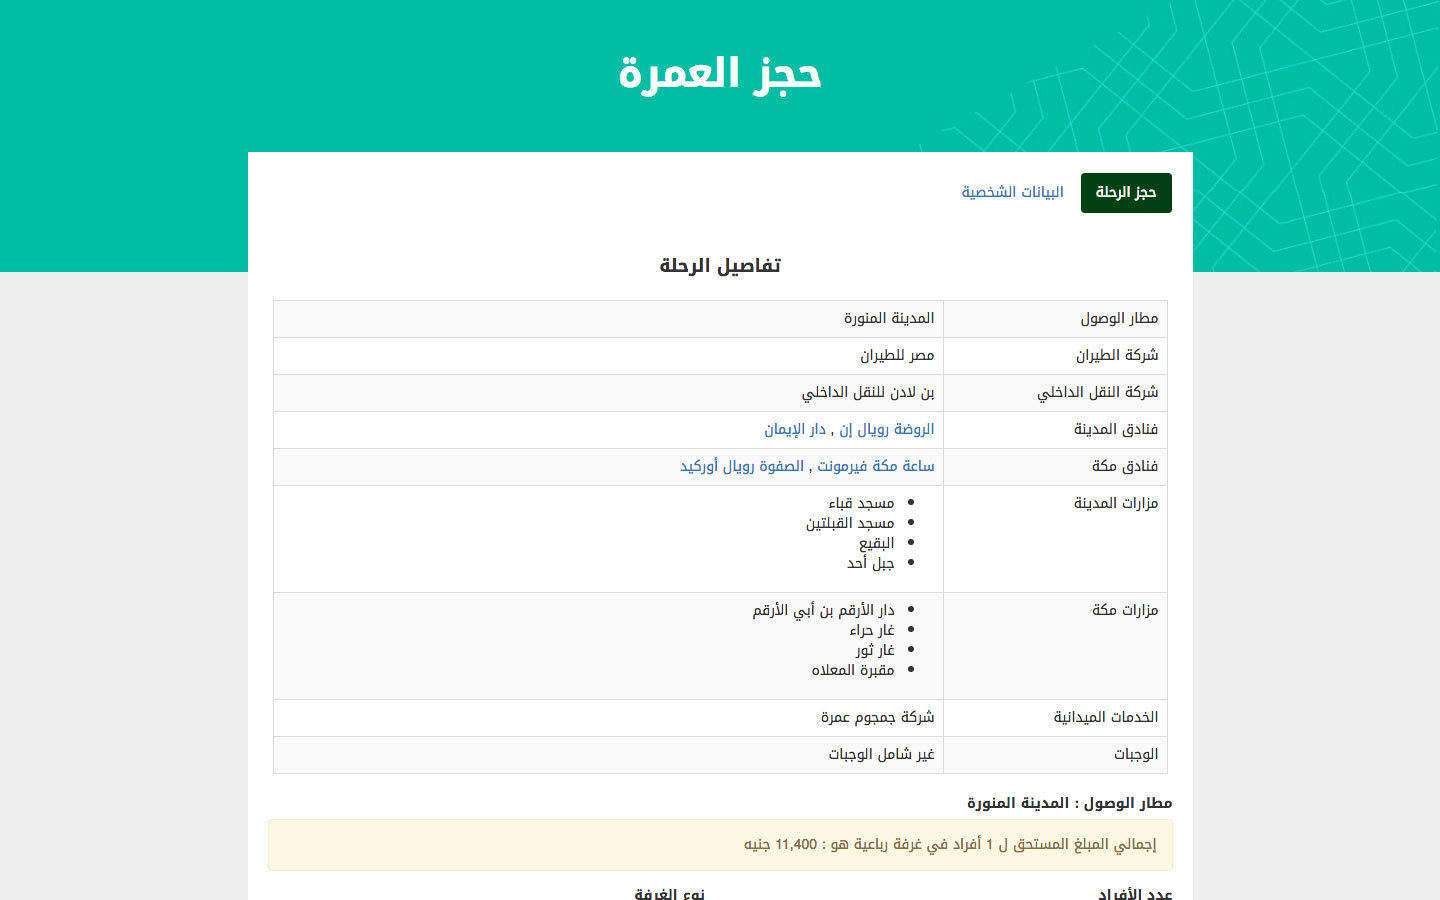 حجز العمرة
حجز الرحلة البيانات الشخصية
تفاصيل الرحلة
مطار الوصول المدينة المنورة
شركة الطيران مصر للطيران
شركة النقل الداخلي بن لادن للنقل الداخلي
فنادق المدينة الروضة رويال إن , دار الإيمان
فنادق مكة ساعة مكة فيرمونت , الصفوة رويال أوركيد
مزارات المدينة
مسجد قباء
مسجد القبلتين
البقيع
جبل أحد
مزارات مكة
دار الأرقم بن أبي الأرقم
غار حراء
غار ثور
مقبرة المعلاه
الخدمات الميدانية شركة جمجوم عمرة
الوجبات غير شامل الوجبات
مطار الوصول : المدينة المنورة
إجمالي المبلغ المستحق ل 1 أفراد في غرفة رباعية هو : 11,400 جنيه
عدد الأفراد نوع الغرفة